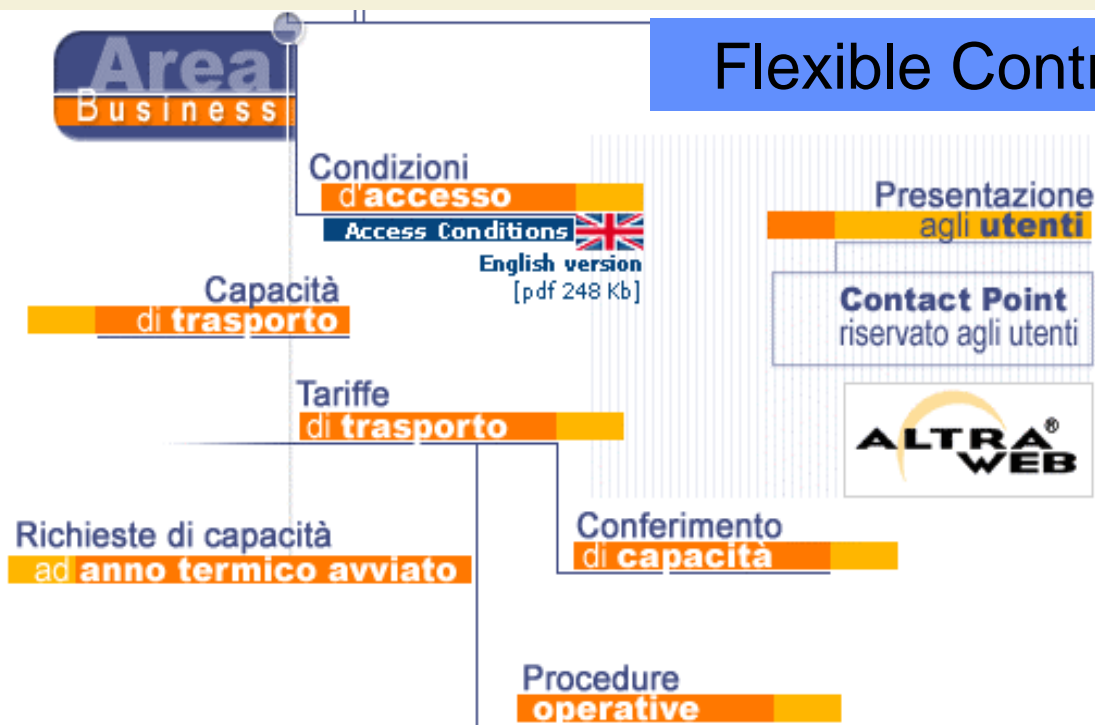 Area
Business
Flexible
Condizioni
d'accesso
Access Conditions
English version
[pdf 248 Kb]
Presentazione
agli utenti
Contact Point
riservato agli utenti
Capacità
di trasporto
Tariffe
di trasporto
ALTRA®
WEB
Richieste di capacità
ad anno termico avviato
Conferimento
di capacità
Procedure
operative